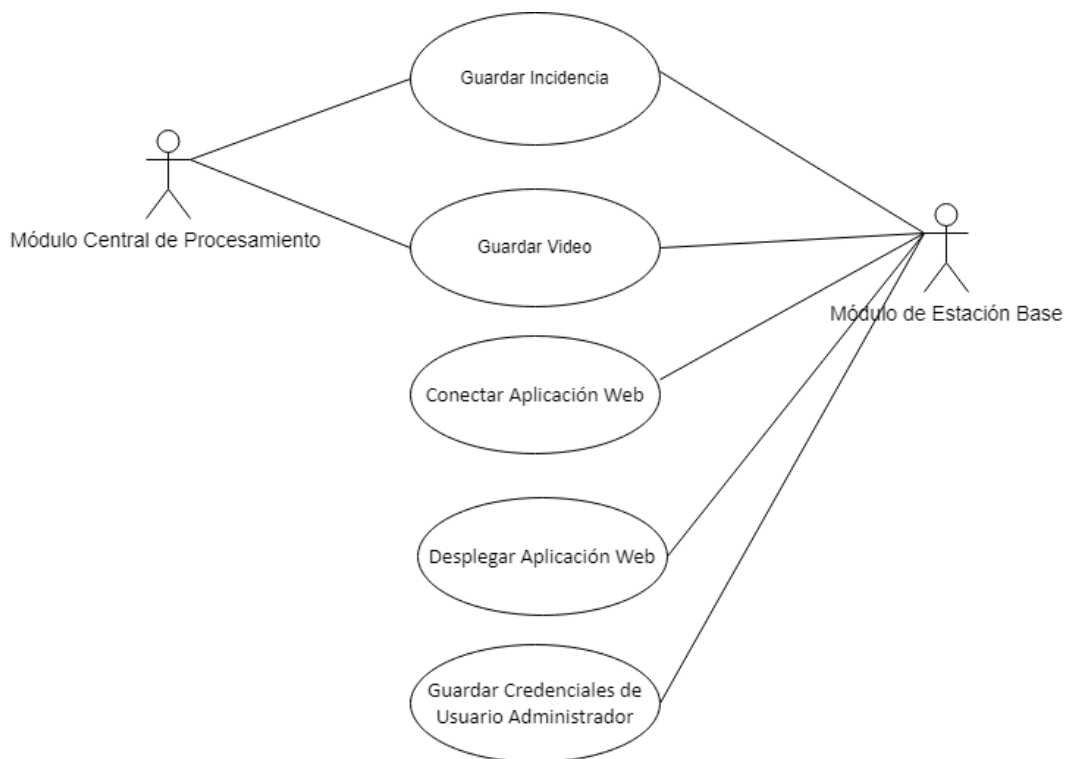 Guardar Incidencia
Módulo Central de Procesamiento
Guardar Video
Módulo de Estación Base
Conectar Aplicación Web
Desplegar Aplicación Web
Guardar Credenciales de
Usuario Administrador